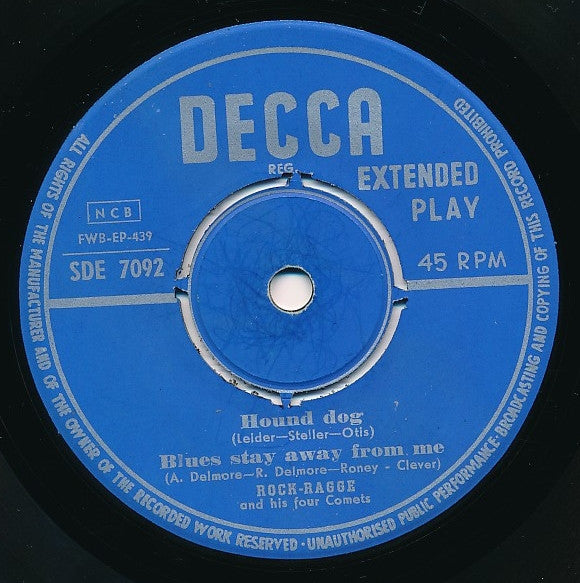 DECCA
REG.
EXTENDED
PLAY
NCB
FWB-EP-439
SDE 7092
45 RPM
Hound dog
(Leider—Steller—Otis)
Blues stay away from me
(A. Delmore—R. Delmore—Roney - Clever)
ROCK-RAGGE
and his four Comets
ALL RIGHTS OF THE MANUFACTURER AND OF THE OWNER OF THE RECORDED WORK RESERVED · UNAUTHORISED PUBLIC PERFORMANCE · BROADCASTING AND COPYING OF THIS RECORD PROHIBITED